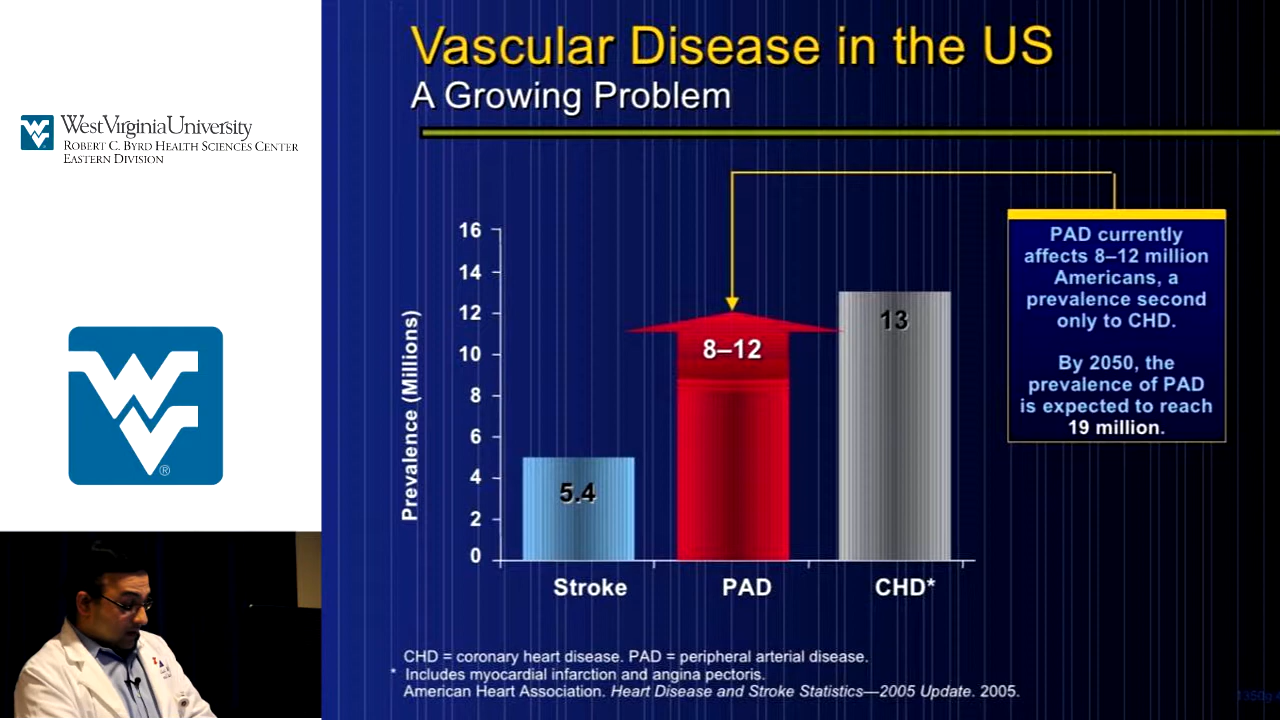 West Virginia University
ROBERT C. BYRD HEALTH SCIENCES CENTER
EASTERN DIVISION
Vascular Disease in the US
A Growing Problem
Prevalence (Millions)
16
14
12
10
8
6
4
2
0
5.4
8–12
13
Stroke
PAD
CHD*
PAD currently
affects 8–12 million
Americans, a
prevalence second
only to CHD.
By 2050, the
prevalence of PAD
is expected to reach
19 million.
CHD = coronary heart disease. PAD = peripheral arterial disease.
* Includes myocardial infarction and angina pectoris.
American Heart Association. Heart Disease and Stroke Statistics—2005 Update. 2005.
WV
®